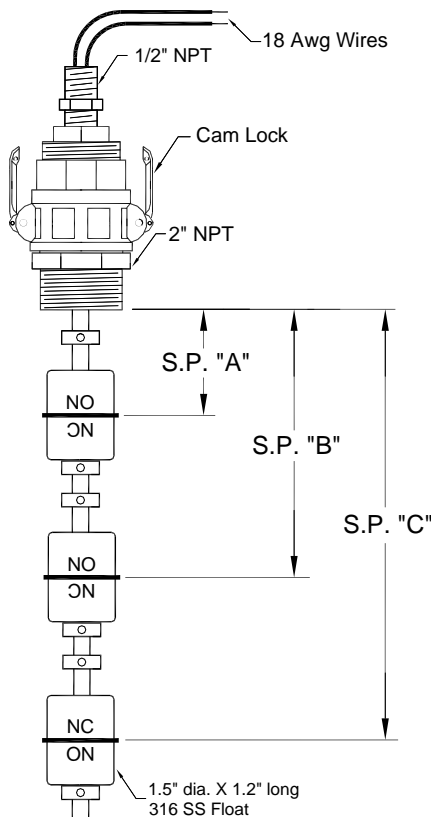 18 Awg Wires
1/2" NPT
Cam Lock
2" NPT
S.P. "A"
NO
NC
S.P. "B"
S.P. "C"
NO
NC
NC
NO
1.5" dia. X 1.2" long
316 SS Float